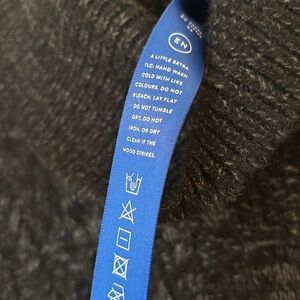 EN
A LITTLE EXTRA
TLC: HAND WASH
COLD WITH LIKE
COLOURS. DO NOT
BLEACH. LAY FLAT
DO NOT TUMBLE
DRY. DO NOT
IRON, OR DRY
CLEAN IF THE
MOOD STRIKES.